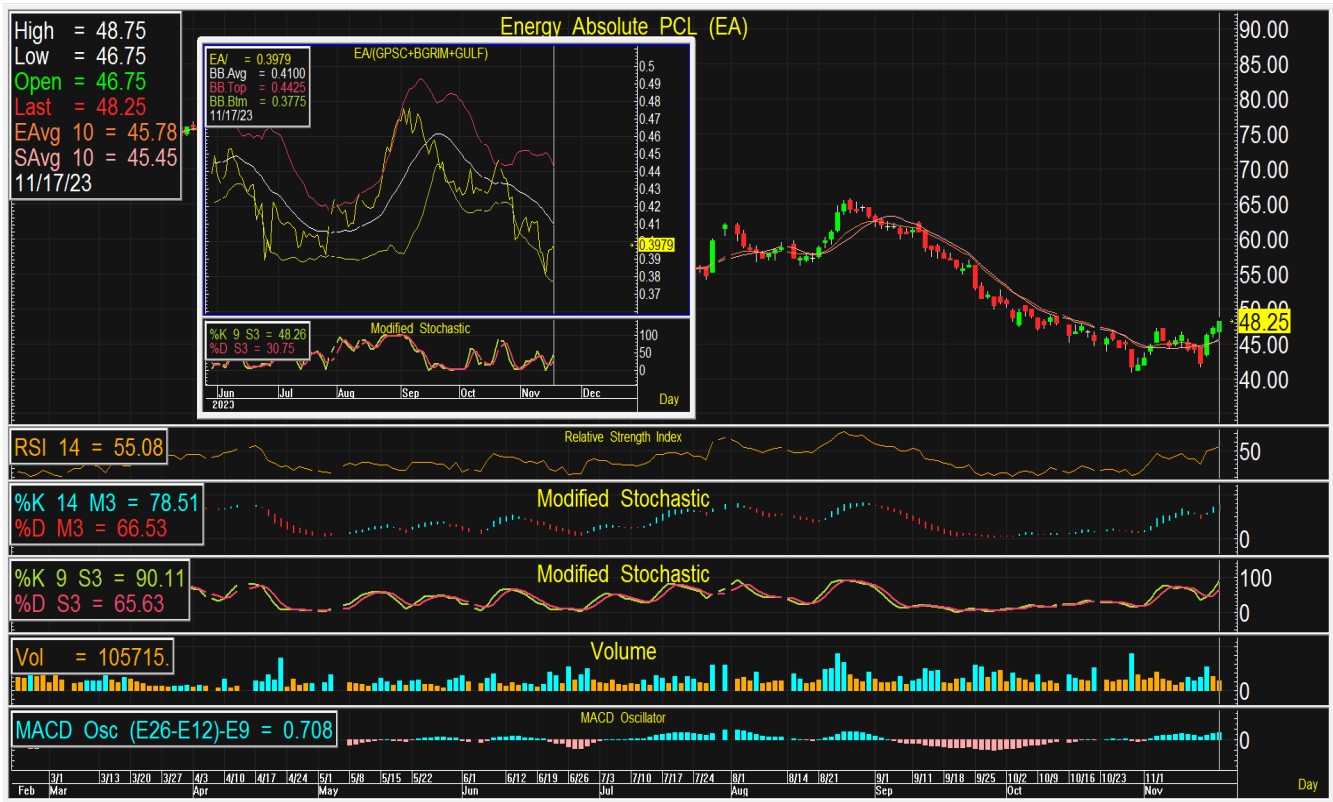 Energy Absolute PCL (EA)
High = 48.75
Low = 46.75
Open = 46.75
Last = 48.25
EAvg 10 = 45.78
SAvg 10 = 45.45
11/17/23
90.00
85.00
80.00
75.00
70.00
65.00
60.00
55.00
50.00
48.25
45.00
40.00
EA/(GPSC+BGRIM+GULF)
EA/ = 0.3979
BB.Avg = 0.4100
BB.Top = 0.4425
BB.Btm = 0.3775
11/17/23
0.5
0.49
0.48
0.47
0.46
0.45
0.44
0.43
0.42
0.41
0.3979
0.39
0.38
0.37
Modified Stochastic
%K 9 S3 = 48.26
%D S3 = 30.75
100
50
0
Jun Jul Aug Sep Oct Nov Dec
2023
Day
Relative Strength Index
RSI 14 = 55.08
50
Modified Stochastic
%K 14 M3 = 78.51
%D M3 = 66.53
0
Modified Stochastic
%K 9 S3 = 90.11
%D S3 = 65.63
100
0
Volume
Vol = 105715.
0
MACD Oscillator
MACD Osc (E26-E12)-E9 = 0.708
0
3/1 3/13 3/20 3/27 4/3 4/10 4/17 4/24 5/1 5/8 5/15 5/22 6/1 6/12 6/19 6/26 7/3 7/10 7/17 7/24 8/1 8/14 8/21 9/1 9/11 9/18 9/25 10/2 10/9 10/16 10/23 11/1
Feb Mar Apr May Jun Jul Aug Sep Oct Nov
Day